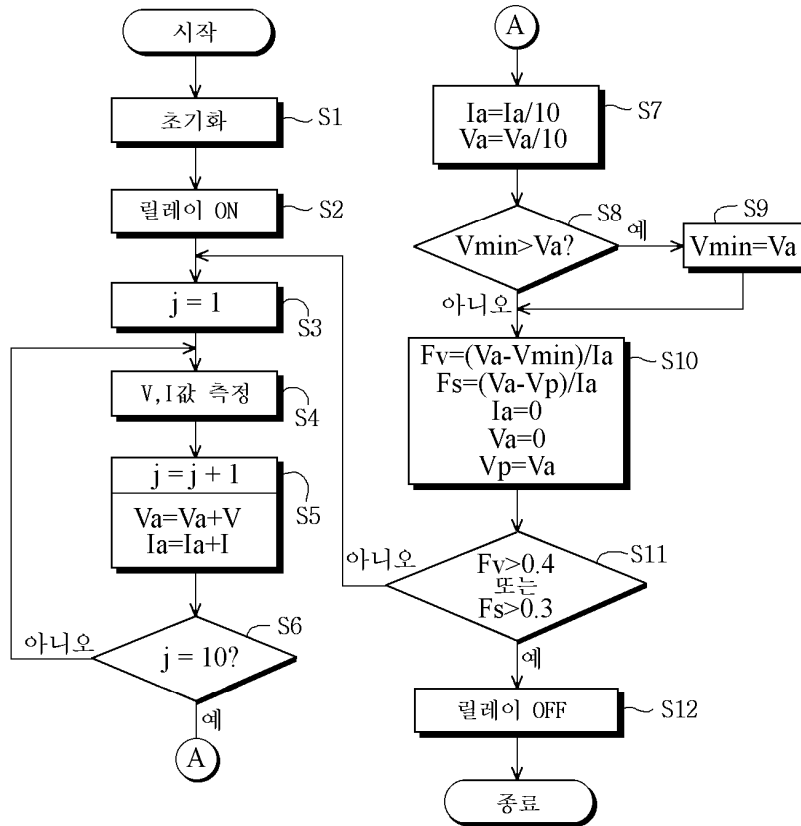 시작
초기화
S1
릴레이 ON
S2
j = 1
S3
V,I값 측정
S4
j = j + 1
Va=Va+V
Ia=Ia+I
S5
S6
아니오
j = 10?
예
A
A
Ia=Ia/10
Va=Va/10
S7
S8
Vmin>Va?
예
S9
Vmin=Va
아니오
Fv=(Va-Vmin)/Ia
Fs=(Va-Vp)/Ia
Ia=0
Va=0
Vp=Va
S10
아니오
Fv>0.4
또는
Fs>0.3
S11
예
릴레이 OFF
S12
종료